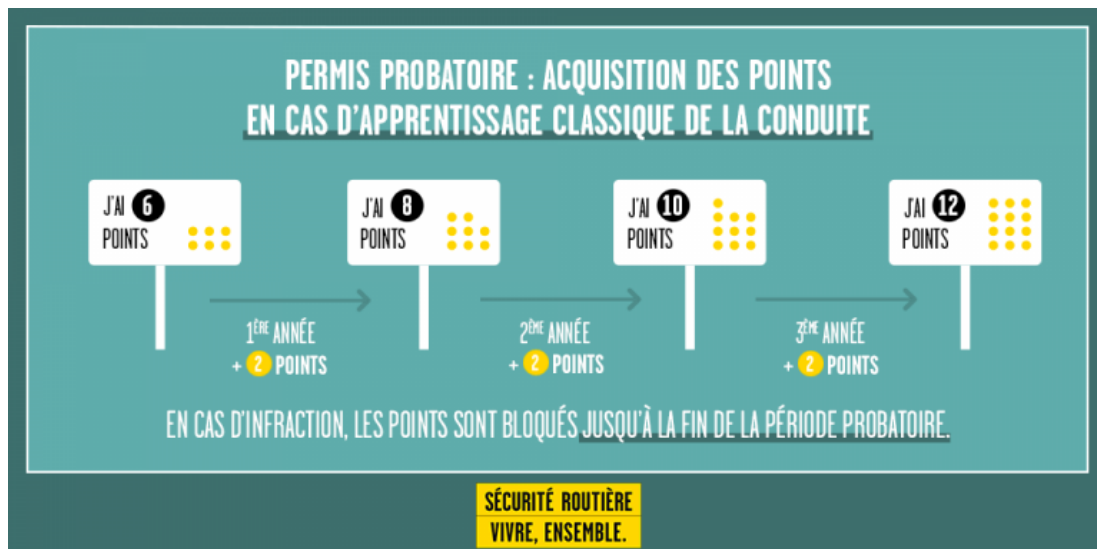 PERMIS PROBATOIRE : ACQUISITION DES POINTS
EN CAS D'APPRENTISSAGE CLASSIQUE DE LA CONDUITE
J'AI 6
POINTS
J'AI 8
POINTS
J'AI 10
POINTS
J'AI 12
POINTS
1ÈRE ANNÉE
+ 2 POINTS
2ÈME ANNÉE
+ 2 POINTS
3ÈME ANNÉE
+ 2 POINTS
EN CAS D'INFRACTION, LES POINTS SONT BLOQUÉS JUSQU'À LA FIN DE LA PÉRIODE PROBATOIRE.
SÉCURITÉ ROUTIÈRE
VIVRE, ENSEMBLE.